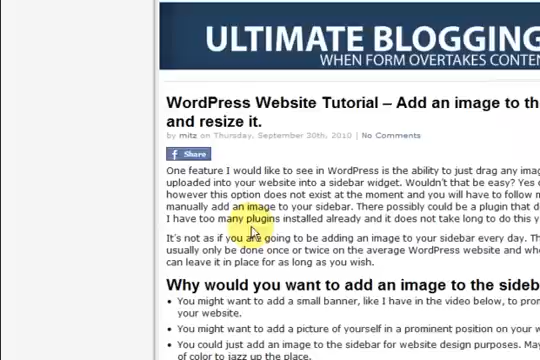 ULTIMATE BLOGGING
WHEN FORM OVERTAKES CONTEN
WordPress Website Tutorial – Add an image to th
and resize it.
by mitz on Thursday, September 30th, 2010 | No Comments
f Share
One feature I would like to see in WordPress is the ability to just drag any imag
uploaded into your website into a sidebar widget. Wouldn't that be easy? Yes o
however this option does not exist at the moment and you will have to follow m
manually add an image to your sidebar. There possibly could be a plugin that d
I have too many plugins installed already and it does not take long to do this y
It's not as if you are going to be adding an image to your sidebar every day. Th
usually only be done once or twice on the average WordPress website and whe
can leave it in place for as long as you wish.
Why would you want to add an image to the sideb
• You might want to add a small banner, like I have in the video below, to pron
your website.
• You might want to add a picture of yourself in a prominent position on your w
• You could just add an image to the sidebar for website design purposes. May
of color to jazz up the place.